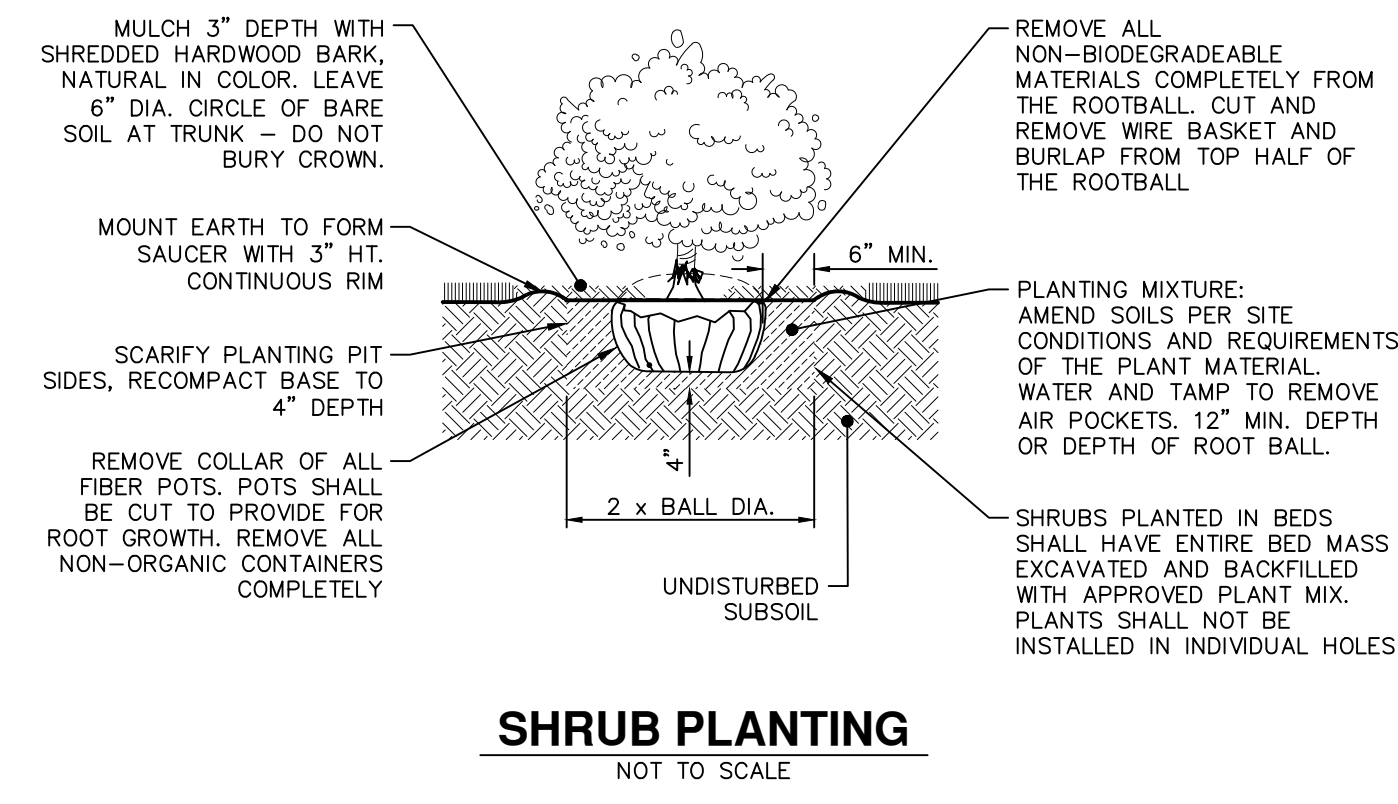 MULCH 3" DEPTH WITH
SHREDDED HARDWOOD BARK,
NATURAL IN COLOR. LEAVE
6" DIA. CIRCLE OF BARE
SOIL AT TRUNK – DO NOT
BURY CROWN.
MOUNT EARTH TO FORM
SAUCER WITH 3" HT.
CONTINUOUS RIM
SCARIFY PLANTING PIT
SIDES, RECOMPACT BASE TO
4" DEPTH
REMOVE COLLAR OF ALL
FIBER POTS. POTS SHALL
BE CUT TO PROVIDE FOR
ROOT GROWTH. REMOVE ALL
NON–ORGANIC CONTAINERS
COMPLETELY
6" MIN.
4"
2 x BALL DIA.
UNDISTURBED
SUBSOIL
REMOVE ALL
NON–BIODEGRADEABLE
MATERIALS COMPLETELY FROM
THE ROOTBALL. CUT AND
REMOVE WIRE BASKET AND
BURLAP FROM TOP HALF OF
THE ROOTBALL
PLANTING MIXTURE:
AMEND SOILS PER SITE
CONDITIONS AND REQUIREMENTS
OF THE PLANT MATERIAL.
WATER AND TAMP TO REMOVE
AIR POCKETS. 12" MIN. DEPTH
OR DEPTH OF ROOT BALL.
SHRUBS PLANTED IN BEDS
SHALL HAVE ENTIRE BED MASS
EXCAVATED AND BACKFILLED
WITH APPROVED PLANT MIX.
PLANTS SHALL NOT BE
INSTALLED IN INDIVIDUAL HOLES
SHRUB PLANTING
NOT TO SCALE